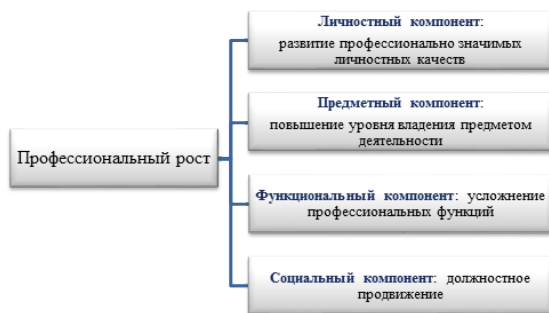 Профессиональный рост
Личностный компонент:
развитие профессионально значимых
личностных качеств
Предметный компонент:
повышение уровня владения предметом
деятельности
Функциональный компонент: усложнение
профессиональных функций
Социальный компонент: должностное
продвижение